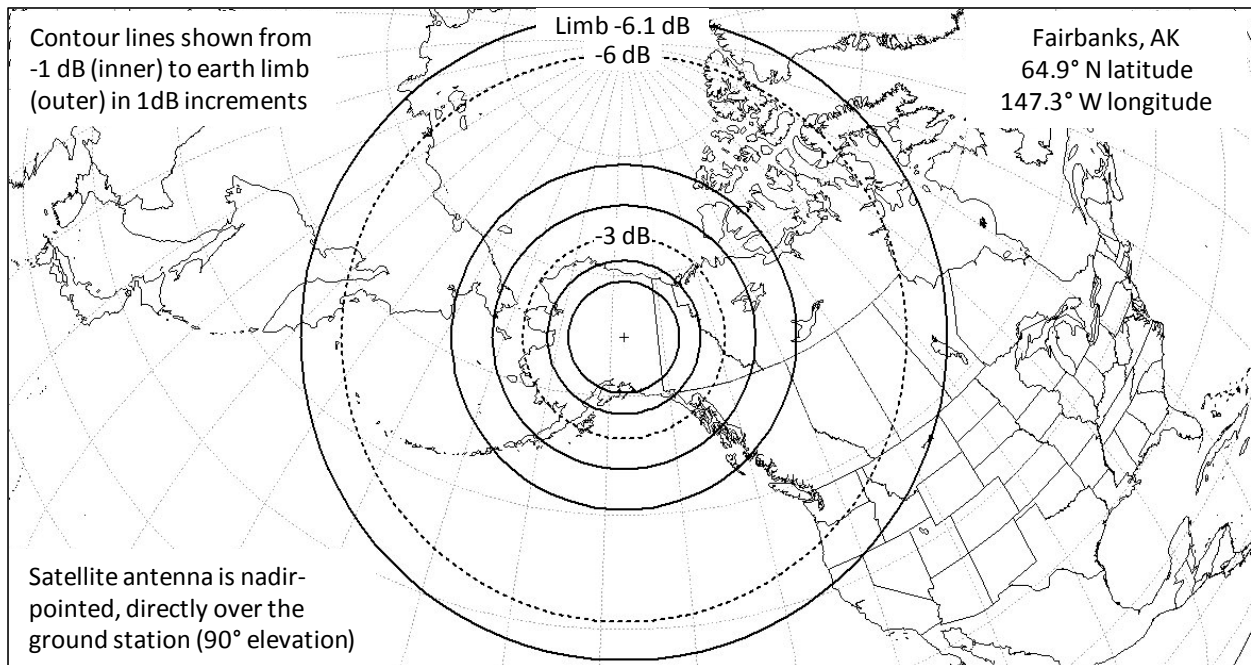 Contour lines shown from
-1 dB (inner) to earth limb
(outer) in 1dB increments
Limb -6.1 dB
-6 dB
Fairbanks, AK
64.9° N latitude
147.3° W longitude
-3 dB
Satellite antenna is nadir-
pointed, directly over the
ground station (90° elevation)